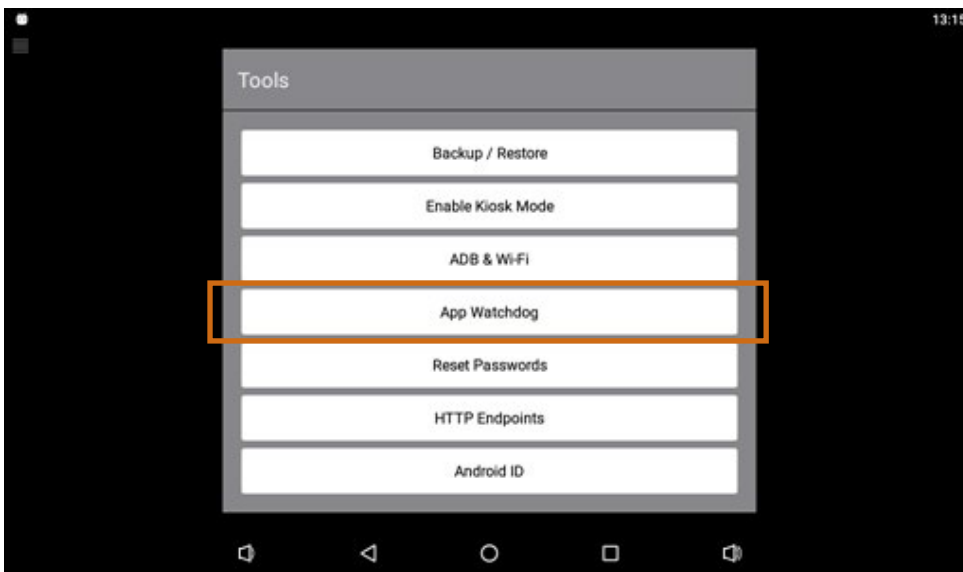 13:15
Tools
Backup / Restore
Enable Kiosk Mode
ADB & Wi-Fi
App Watchdog
Reset Passwords
HTTP Endpoints
Android ID